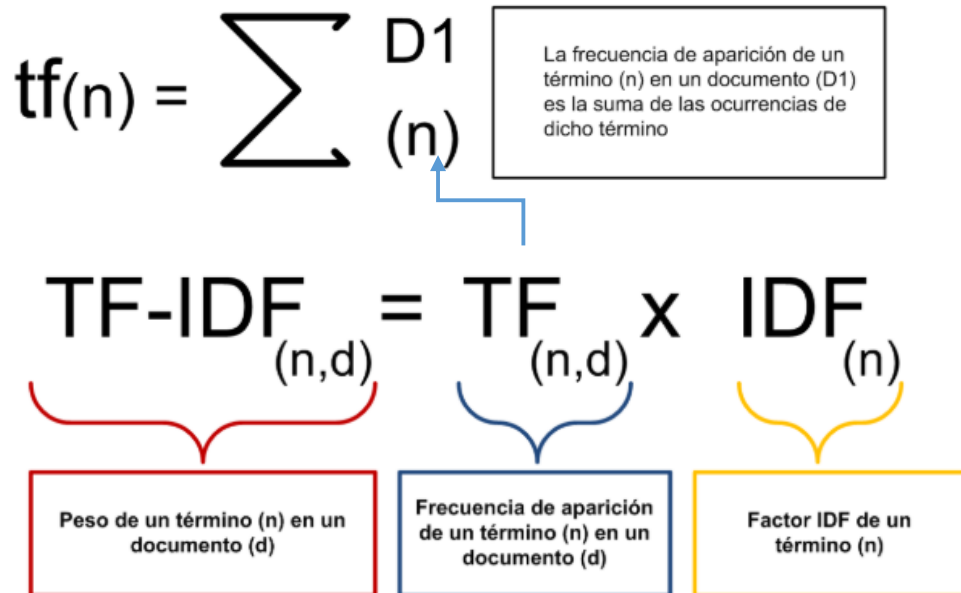 tf(n) = ∑ D1 (n)
La frecuencia de aparición de un
término (n) en un documento (D1)
es la suma de las ocurrencias de
dicho término
TF-IDF(n,d) = TF(n,d) x IDF(n)
Peso de un término (n) en un
documento (d)
Frecuencia de aparición
de un término (n) en un
documento (d)
Factor IDF de un
término (n)